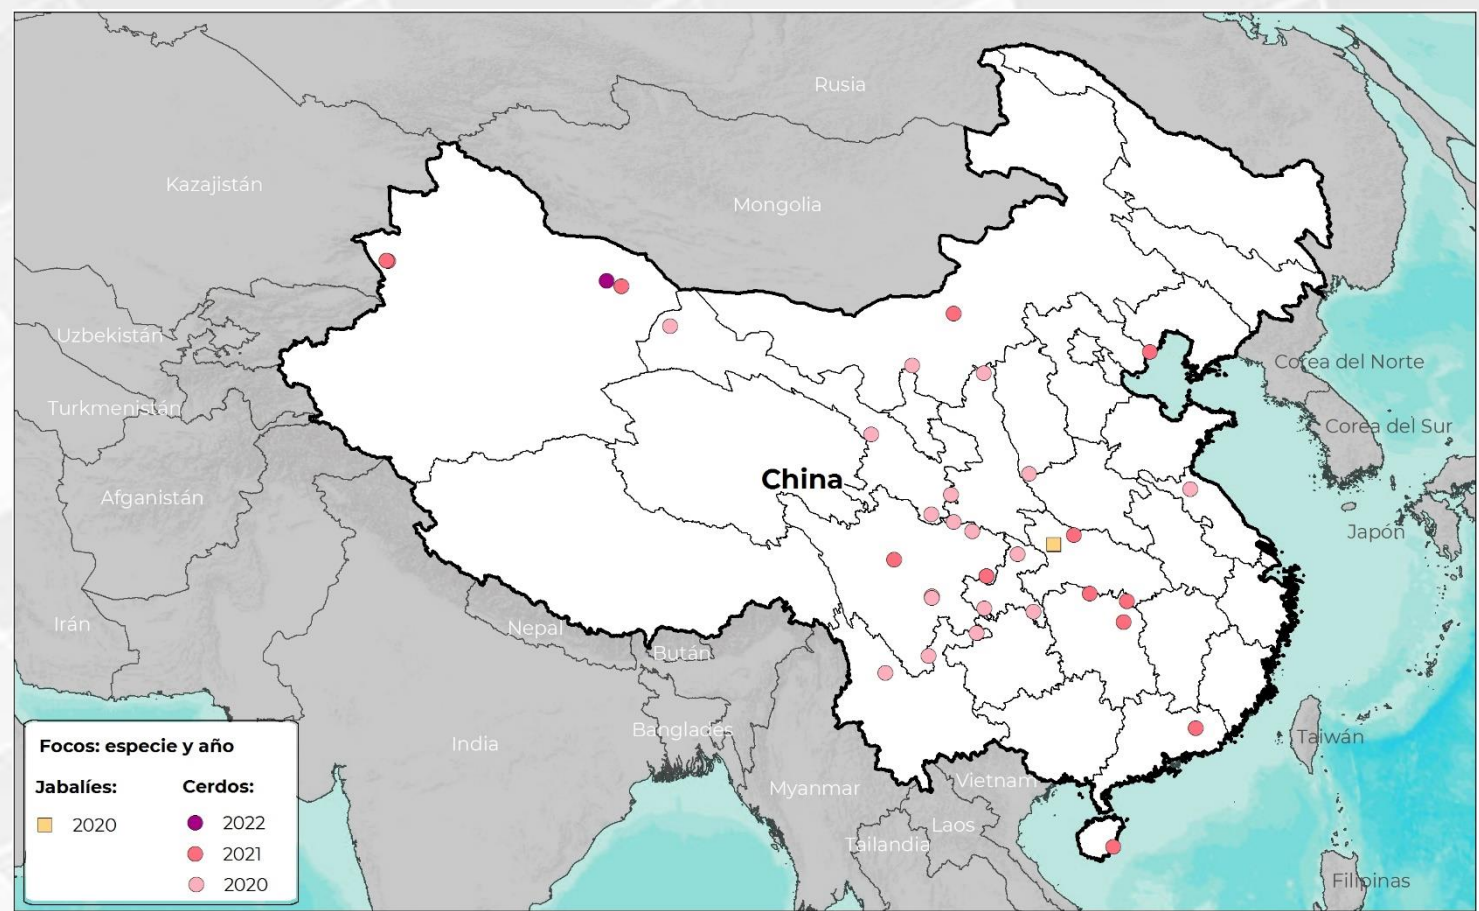 Rusia
Kazajistán
Mongolia
Uzbekistán
Corea del Norte
Turkmenistán
Corea del Sur
China
Afganistán
Japón
Irán
Nepal
Bután
Bangladés
India
Taiwán
Myanmar
Vietnam
Laos
Tailandia
Filipinas
Focos: especie y año
Jabalíes:
2020
Cerdos:
2022
2021
2020